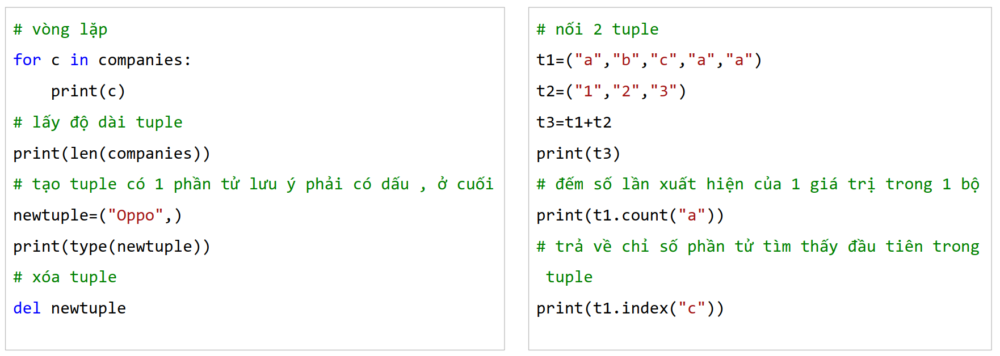 # vòng lặp
for c in companies:
    print(c)
# lấy độ dài tuple
print(len(companies))
# tạo tuple có 1 phần tử lưu ý phải có dấu , ở cuối
newtuple=("Oppo",)
print(type(newtuple))
# xóa tuple
del newtuple
# nối 2 tuple
t1=("a","b","c","a","a")
t2=("1","2","3")
t3=t1+t2
print(t3)
# đếm số lần xuất hiện của 1 giá trị trong 1 bộ
print(t1.count("a"))
# trả về chỉ số phần tử tìm thấy đầu tiên trong
 tuple
print(t1.index("c"))